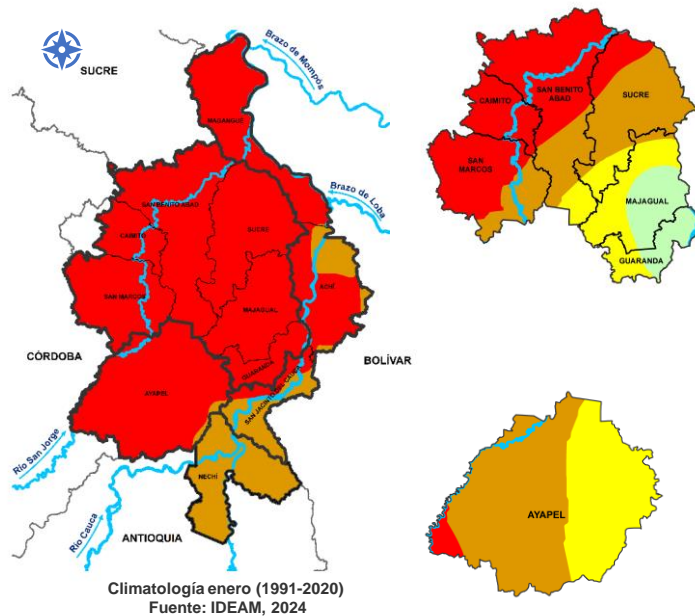 SUCRE
Brazo de Mompós
MAGANGUÉ
Brazo de Loba
SAN BENITO ABAD
CAIMITO
SUCRE
SAN MARCOS
ACHÍ
MAJAGUAL
CÓRDOBA
BOLÍVAR
GUARANDA
AYAPEL
SAN JACINTO DEL CAUCA
Río San Jorge
NECHÍ
Río Cauca
ANTIOQUIA
Climatología enero (1991-2020)
Fuente: IDEAM, 2024
SAN BENITO
ABAD
CAIMITO
SUCRE
SAN
MARCOS
MAJAGUAL
GUARANDA
AYAPEL